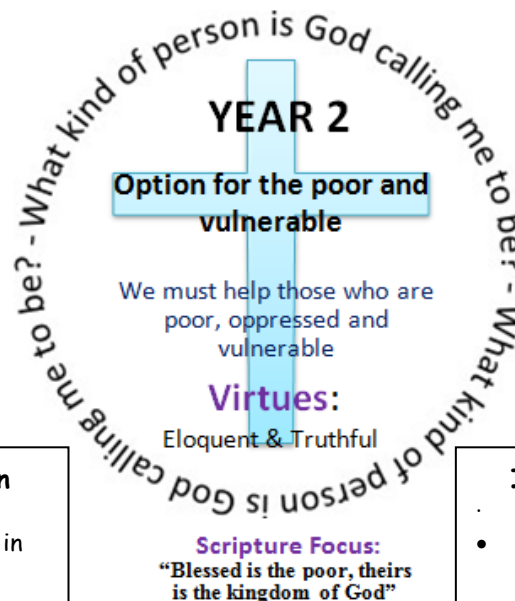 What kind of person is God calling me to be? - What kind of person is God calling me to be? -
YEAR 2
Option for the poor and
vulnerable
We must help those who are
poor, oppressed and
vulnerable
Virtues:
Eloquent & Truthful
in
Scripture Focus:
“Blessed is the poor, theirs
is the kingdom of God”